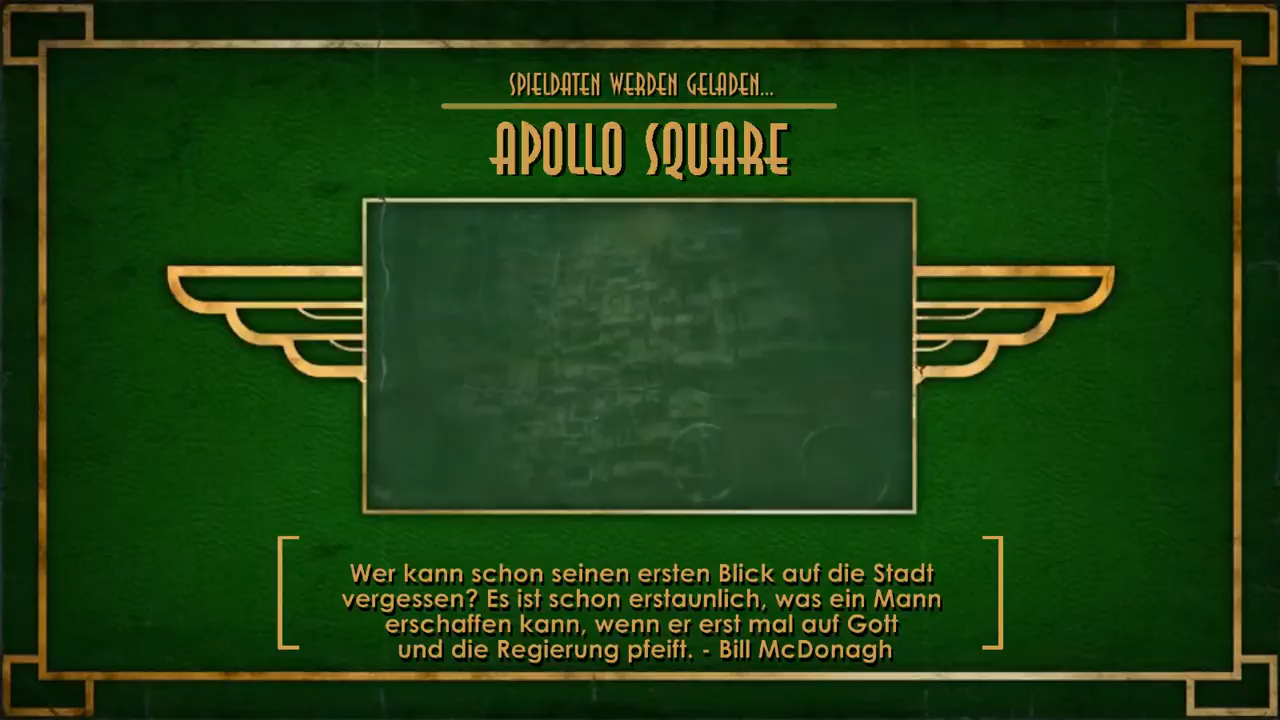 SPIELDATEN WERDEN GELADEN...
APOLLO SQUARE
Wer kann schon seinen ersten Blick auf die Stadt
vergessen? Es ist schon erstaunlich, was ein Mann
erschaffen kann, wenn er erst mal auf Gott
und die Regierung pfeift. - Bill McDonagh